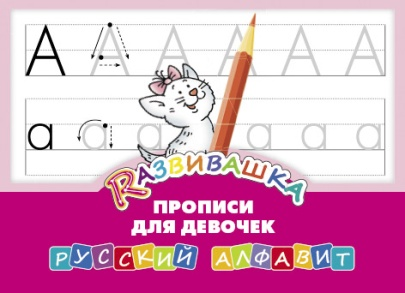 А А А А А А А
а а а а а а а
РАЗВИВАШКА
ПРОПИСИ
ДЛЯ ДЕВОЧЕК
РУССКИЙ АЛФАВИТ